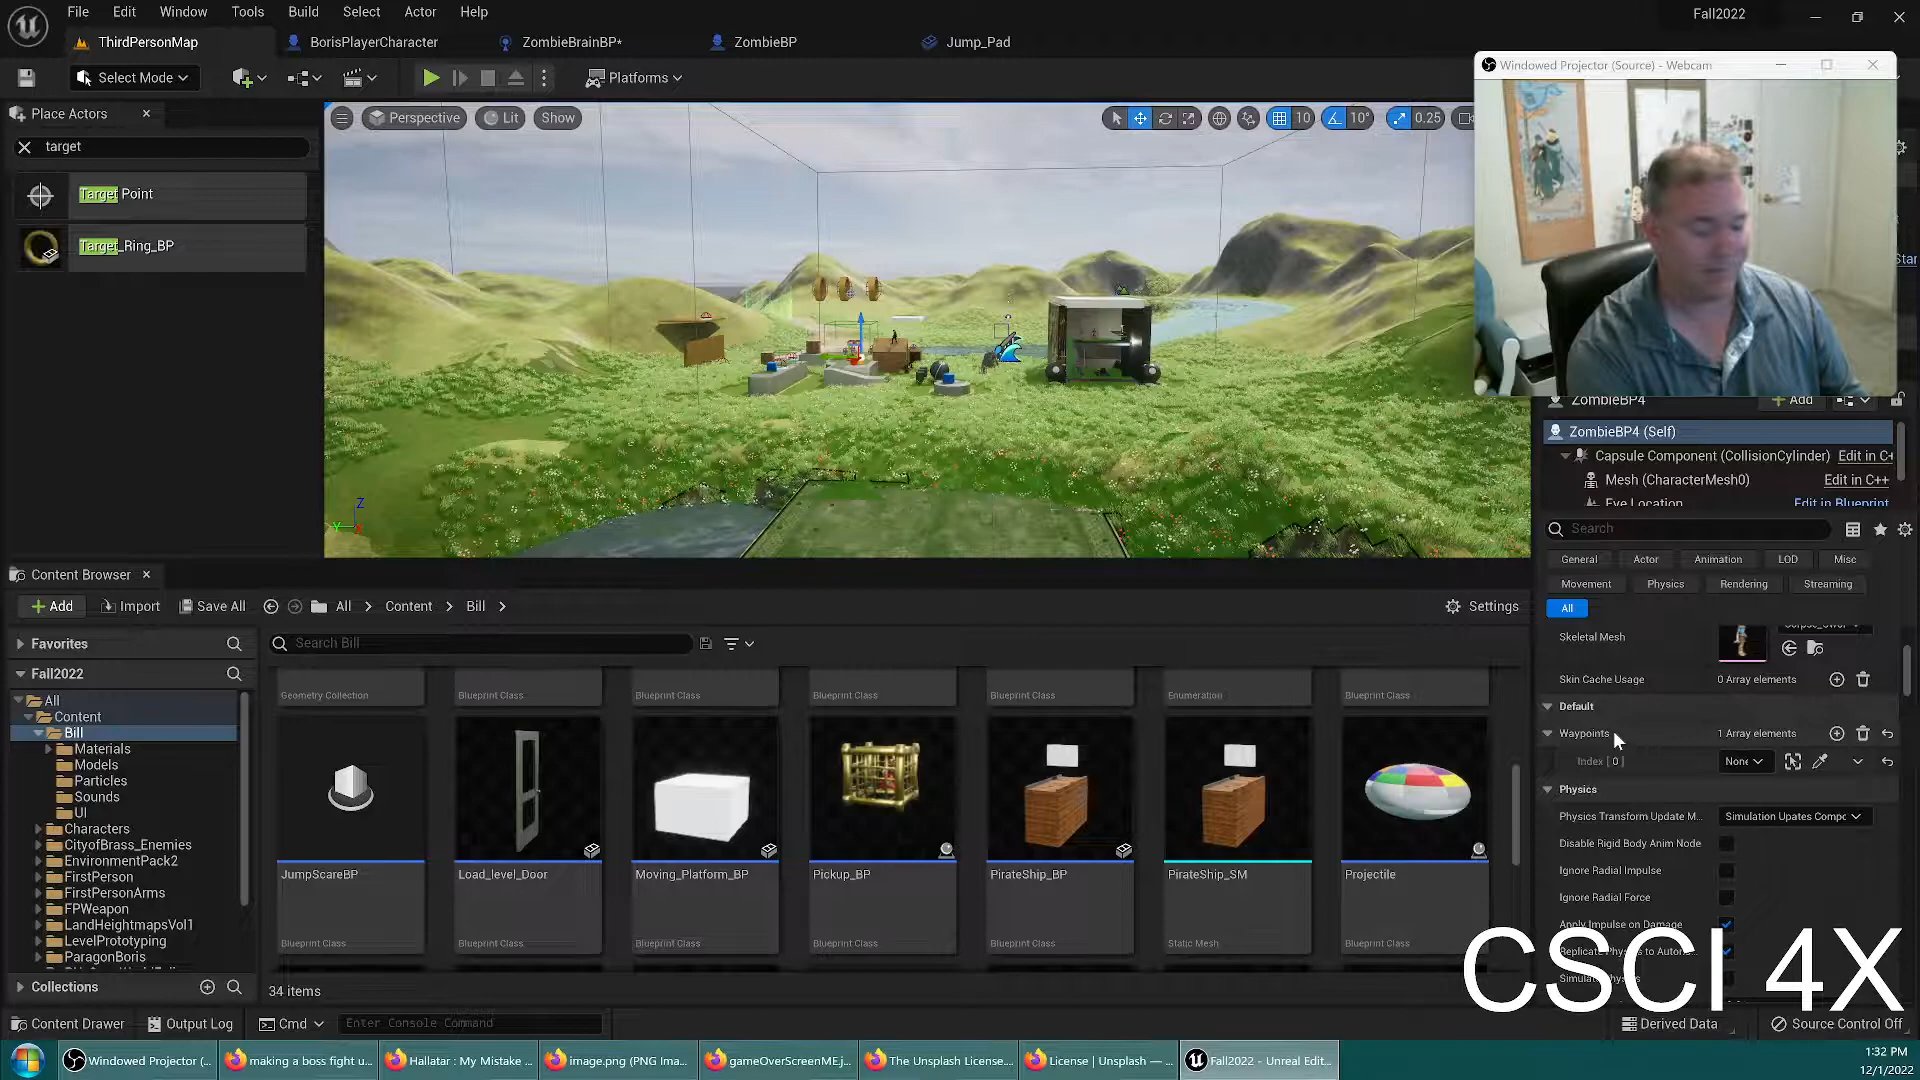 File Edit Window Tools Build Select Actor Help
Fall2022
ThirdPersonMap
BorisPlayerCharacter
ZombieBrainBP*
ZombieBP
Jump_Pad
Select Mode
Platforms
Windowed Projector (Source) - Webcam
Place Actors
target
Target Point
Target_Ring_BP
Perspective
Lit
Show
10
10°
0.25
Z
Y
ZombieBP4
Add
ZombieBP4 (Self)
Capsule Component (CollisionCylinder) Edit in C+
Mesh (CharacterMesh0) Edit in C++
Eye Location Edit in Blueprint
Search
General Actor Animation LOD Misc
Movement Physics Rendering Streaming
All
Skeletal Mesh
Skin Cache Usage 0 Array elements
Default
Waypoints 1 Array elements
Index [ 0 ] None
Physics
Physics Transform Update M... Simulation Upates Compo
Disable Rigid Body Anim Node
Ignore Radial Impulse
Ignore Radial Force
Apply Impulse on Damage
CSCI 4X
Content Browser
Add Import Save All All > Content > Bill >
Settings
Favorites
Search Bill
Fall2022
All
Content
Bill
Materials
Models
Particles
Sounds
UI
Characters
CityofBrass_Enemies
EnvironmentPack2
FirstPerson
FirstPersonArms
FPWeapon
LandHeightmapsVol1
LevelPrototyping
ParagonBoris
Collections
Geometry Collection Blueprint Class Blueprint Class Blueprint Class Blueprint Class Enumeration Blueprint Class
JumpScareBP Load_level_Door Moving_Platform_BP Pickup_BP PirateShip_BP PirateShip_SM Projectile
Blueprint Class Blueprint Class Blueprint Class Blueprint Class Blueprint Class Static Mesh Blueprint Class
34 items
Content Drawer Output Log Cmd Enter Console Command
Derived Data Source Control Off
Windowed Projector (... making a boss fight u... Hallatar : My Mistake ... image.png (PNG Ima... gameOverScreenME.j... The Unsplash License... License | Unsplash —... Fall2022 - Unreal Edit...
1:32 PM
12/1/2022